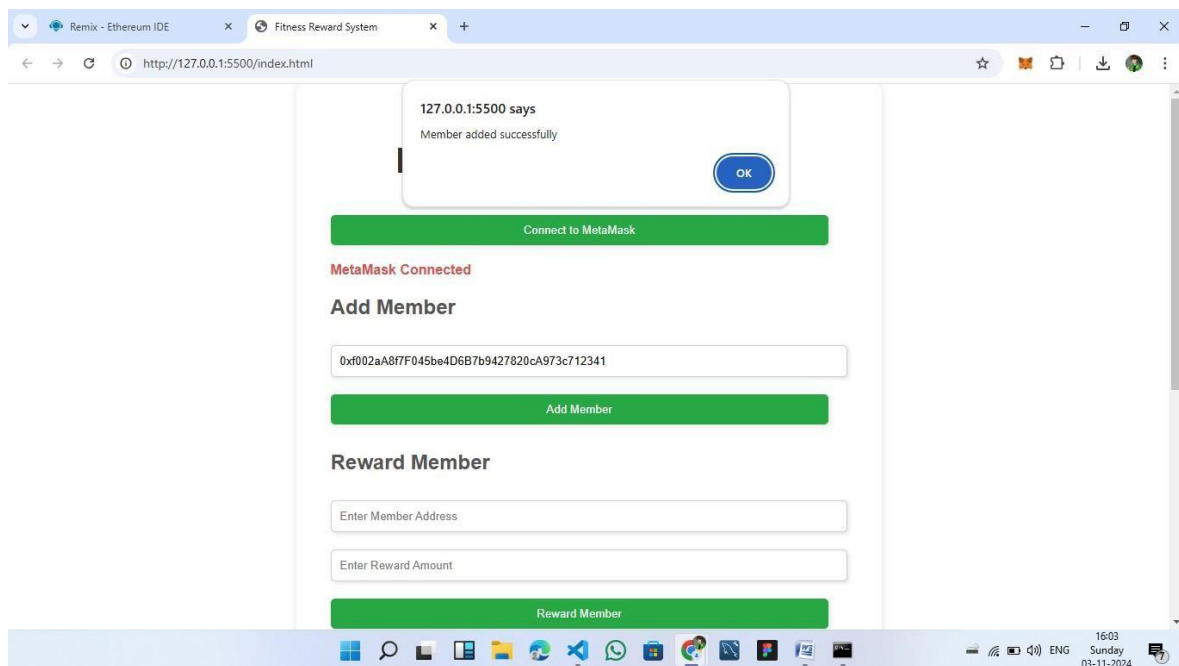 Remix - Ethereum IDE
Fitness Reward System
http://127.0.0.1:5500/index.html
127.0.0.1:5500 says
Member added successfully
OK
Connect to MetaMask
MetaMask Connected
Add Member
0xf002aA8f7F045be4D6B7b9427820cA973c712341
Add Member
Reward Member
Enter Member Address
Enter Reward Amount
Reward Member
ENG
16:03
Sunday
03-11-2024
7